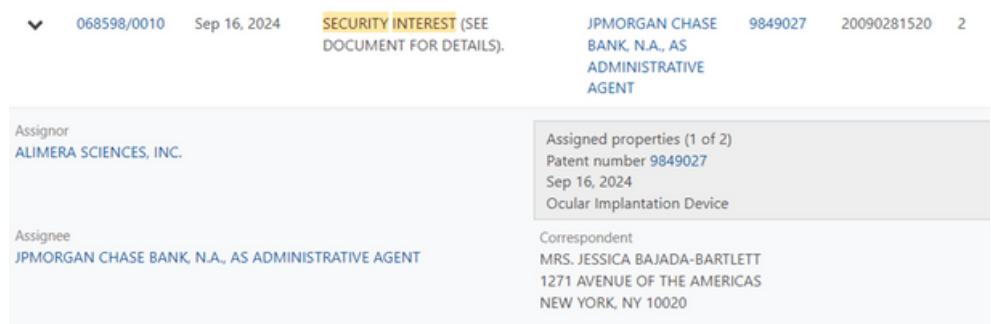 068598/0010 Sep 16, 2024 SECURITY INTEREST (SEE JPMORGAN CHASE 9849027 20090281520 2
DOCUMENT FOR DETAILS). BANK, N.A., AS
ADMINISTRATIVE
AGENT
Assignor
ALIMERA SCIENCES, INC.
Assigned properties (1 of 2)
Patent number 9849027
Sep 16, 2024
Ocular Implantation Device
Assignee
JPMORGAN CHASE BANK, N.A., AS ADMINISTRATIVE AGENT
Correspondent
MRS. JESSICA BAJADA-BARTLETT
1271 AVENUE OF THE AMERICAS
NEW YORK, NY 10020